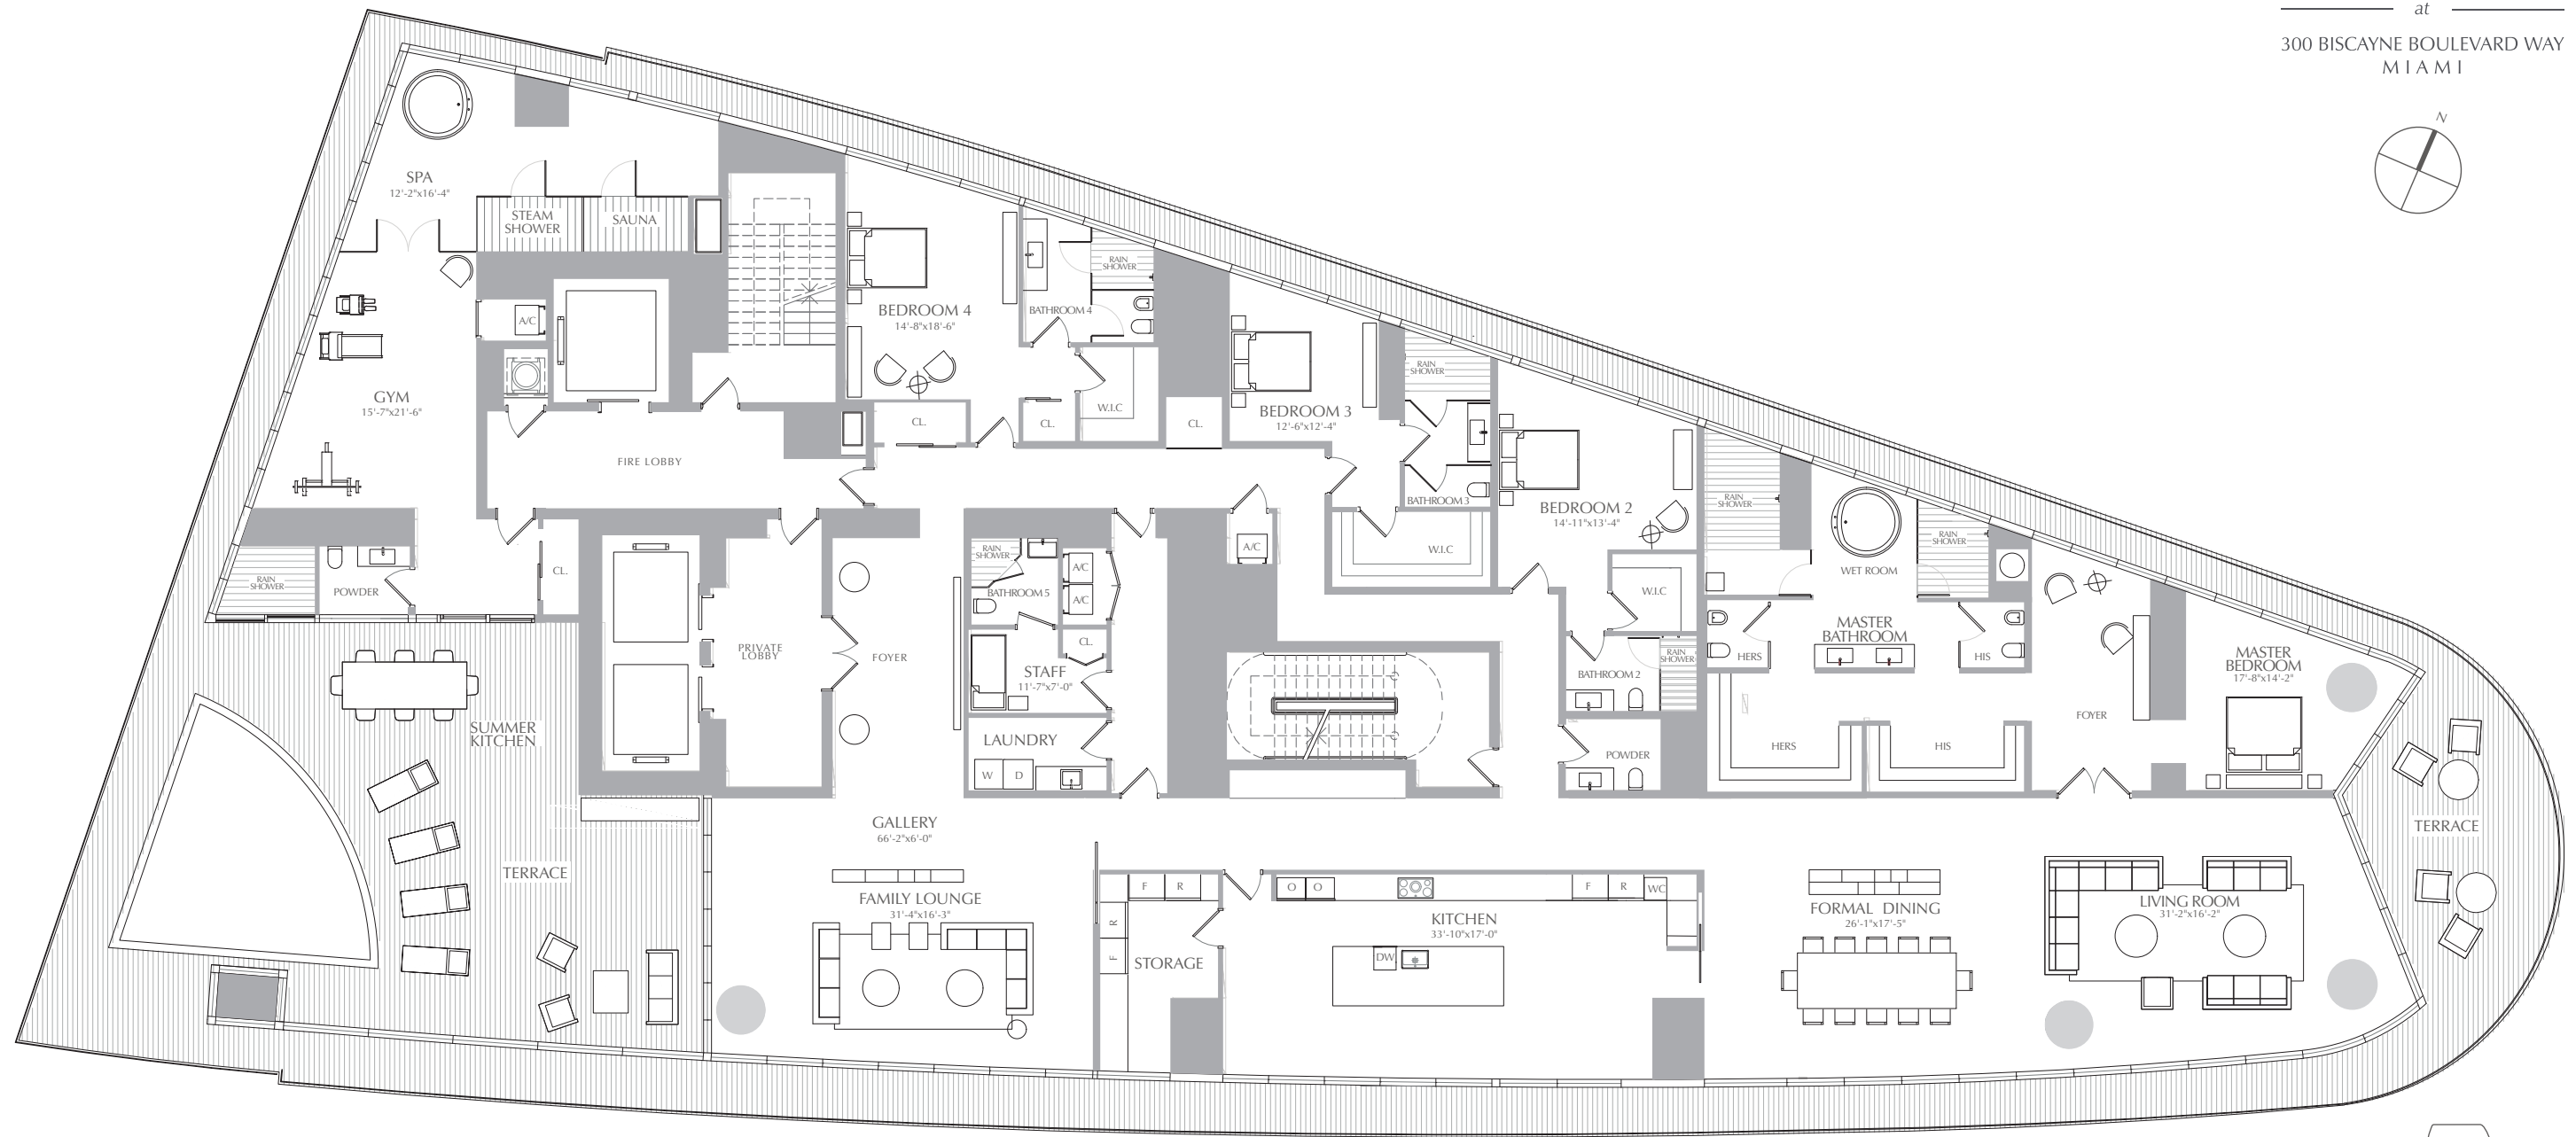 at
300 BISCAYNE BOULEVARD WAY
MIAMI
N
SPA
12'-2"x16'-4"
STEAM
SHOWER
SAUNA
A/C
GYM
15'-7"x21'-6"
FIRE LOBBY
RAIN
SHOWER
POWDER
CL.
BEDROOM 4
14'-8"x18'-6"
BATHROOM 4
RAIN
SHOWER
CL.
CL.
W.I.C
CL.
BEDROOM 3
12'-6"x12'-4"
RAIN
SHOWER
BATHROOM 3
W.I.C
A/C
BEDROOM 2
14'-11"x13'-4"
W.I.C
BATHROOM 2
RAIN
SHOWER
POWDER
RAIN
SHOWER
WET ROOM
RAIN
SHOWER
HERS
MASTER
BATHROOM
HIS
HERS
HIS
FOYER
MASTER
BEDROOM
17'-8"x14'-2"
PRIVATE
LOBBY
FOYER
RAIN
SHOWER
BATHROOM 5
A/C
A/C
CL.
STAFF
11'-7"x7'-0"
LAUNDRY
W
D
SUMMER
KITCHEN
TERRACE
GALLERY
66'-2"x6'-0"
FAMILY LOUNGE
31'-4"x16'-3"
F
R
R
F
STORAGE
O
O
F
R
WC
KITCHEN
33'-10"x17'-0"
DW
FORMAL DINING
26'-1"x17'-5"
LIVING ROOM
31'-2"x16'-2"
TERRACE